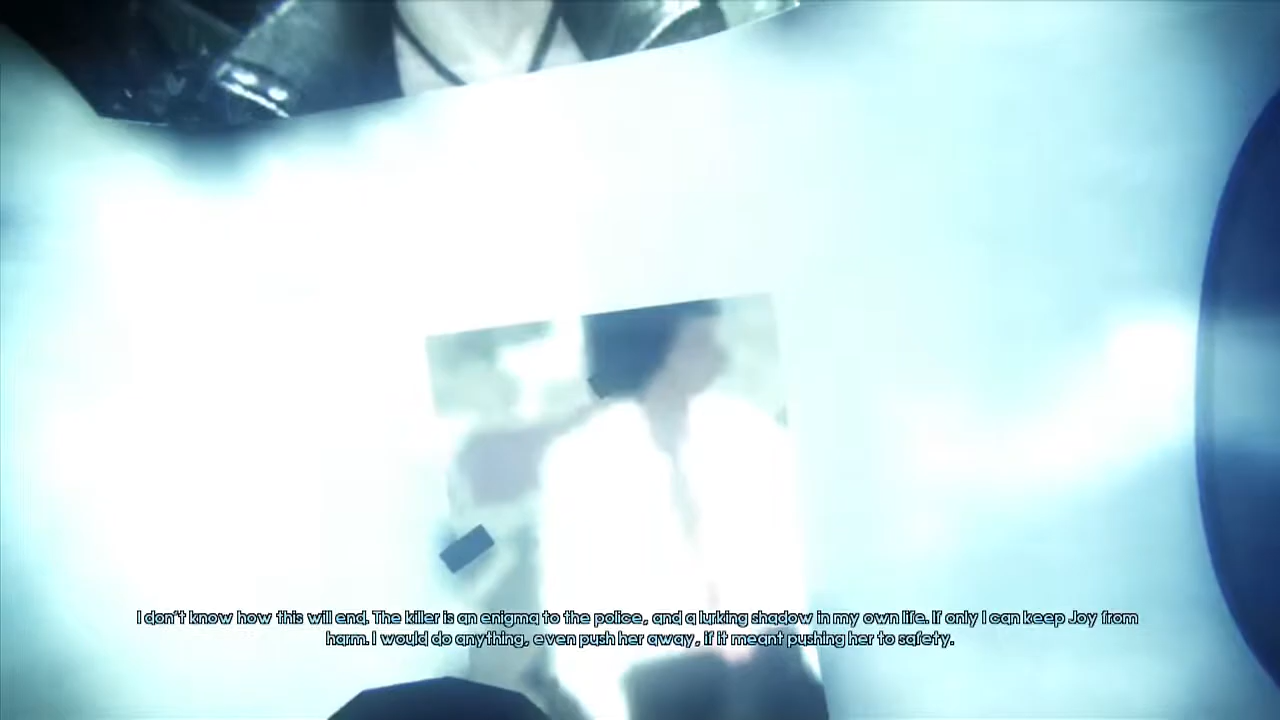 I don't know how this will end. The killer is an enigma to the police, and a lurking shadow in my own life. If only I can keep Joy from
harm. I would do anything, even push her away, if it meant pushing her to safety.